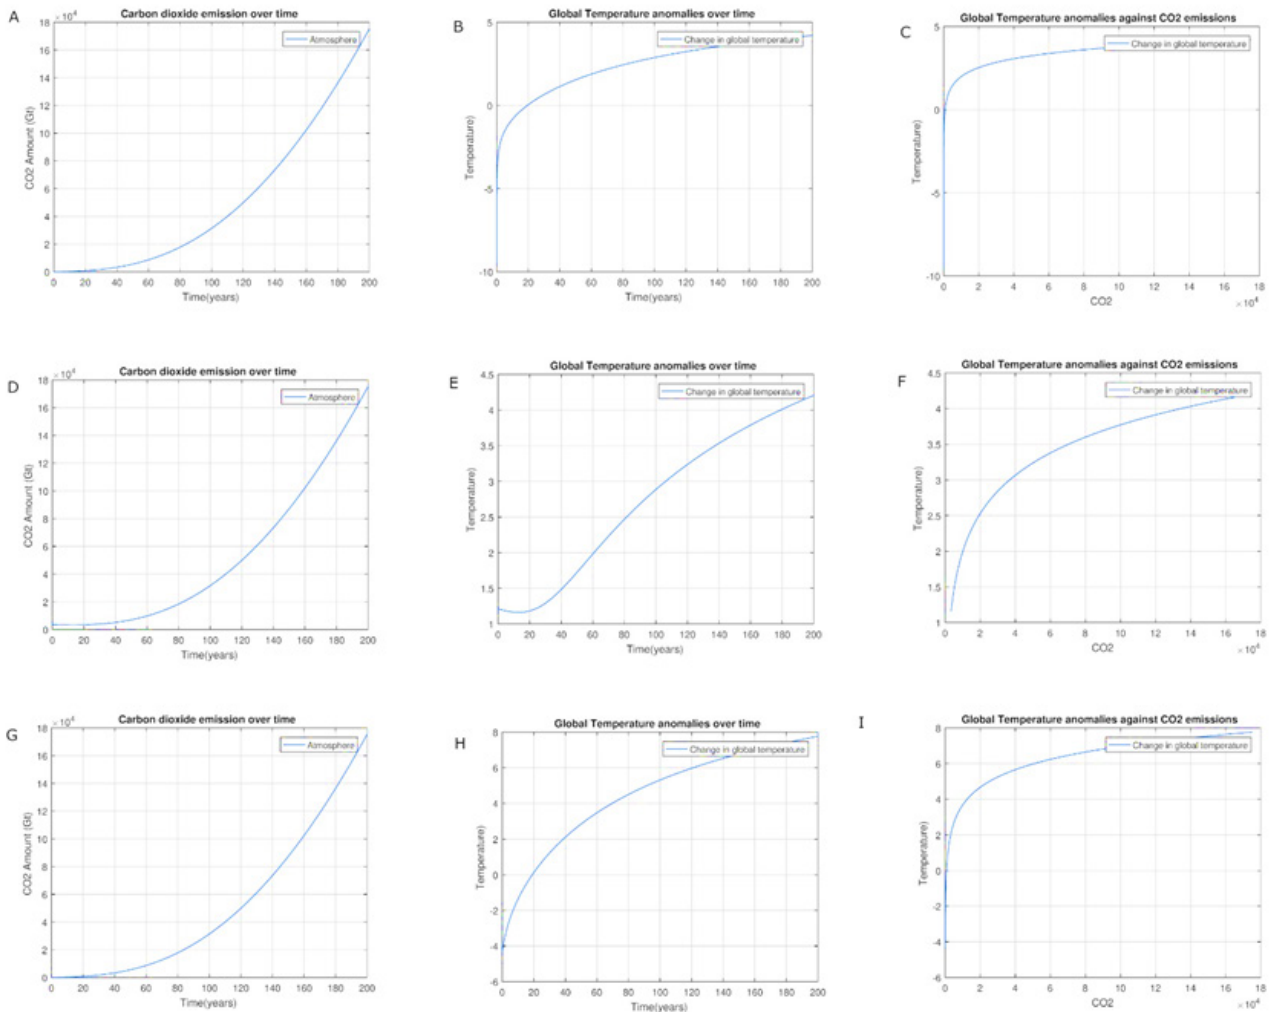 A
Carbon dioxide emission over time
×10⁴
Atmosphere
CO2 Amount (Gt)
18
16
14
12
10
8
6
4
2
0
0 20 40 60 80 100 120 140 160 180 200
Time(years)
B
Global Temperature anomalies over time
Change in global temperature
Temperature)
5
0
-5
-10
0 20 40 60 80 100 120 140 160 180 200
Time(years)
C
Global Temperature anomalies against CO2 emissions
Change in global temperature
Temperature)
5
0
-5
-10
0 2 4 6 8 10 12 14 16 18
CO2
×10⁴
D
Carbon dioxide emission over time
×10⁴
Atmosphere
CO2 Amount (Gt)
18
16
14
12
10
8
6
4
2
0
0 20 40 60 80 100 120 140 160 180 200
Time(years)
E
Global Temperature anomalies over time
Change in global temperature
Temperature)
4.5
4
3.5
3
2.5
2
1.5
1
0 20 40 60 80 100 120 140 160 180 200
Time(years)
F
Global Temperature anomalies against CO2 emissions
Change in global temperature
Temperature)
4.5
4
3.5
3
2.5
2
1.5
1
0 2 4 6 8 10 12 14 16 18
CO2
×10⁴
G
Carbon dioxide emission over time
×10⁴
Atmosphere
CO2 Amount (Gt)
18
16
14
12
10
8
6
4
2
0
0 20 40 60 80 100 120 140 160 180 200
Time(years)
H
Global Temperature anomalies over time
Change in global temperature
Temperature)
8
6
4
2
0
-2
-4
-6
0 20 40 60 80 100 120 140 160 180 200
Time(years)
I
Global Temperature anomalies against CO2 emissions
Change in global temperature
Temperature)
8
6
4
2
0
-2
-4
-6
0 2 4 6 8 10 12 14 16 18
CO2
×10⁴